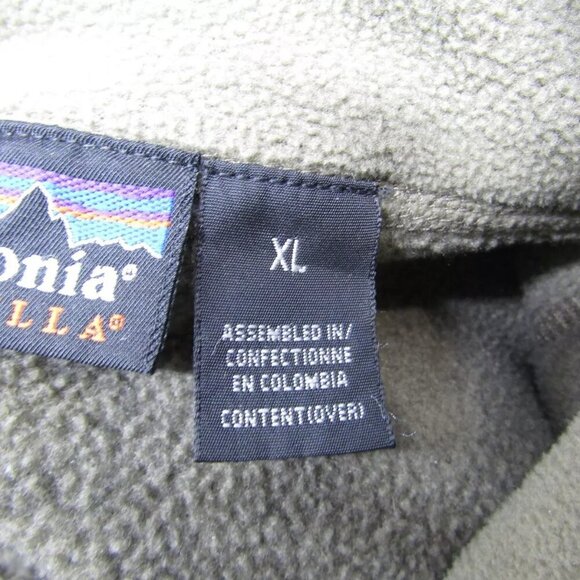 onia®
LLA®
XL
ASSEMBLED IN/
CONFECTIONNE
EN COLOMBIA
CONTENT(OVER)